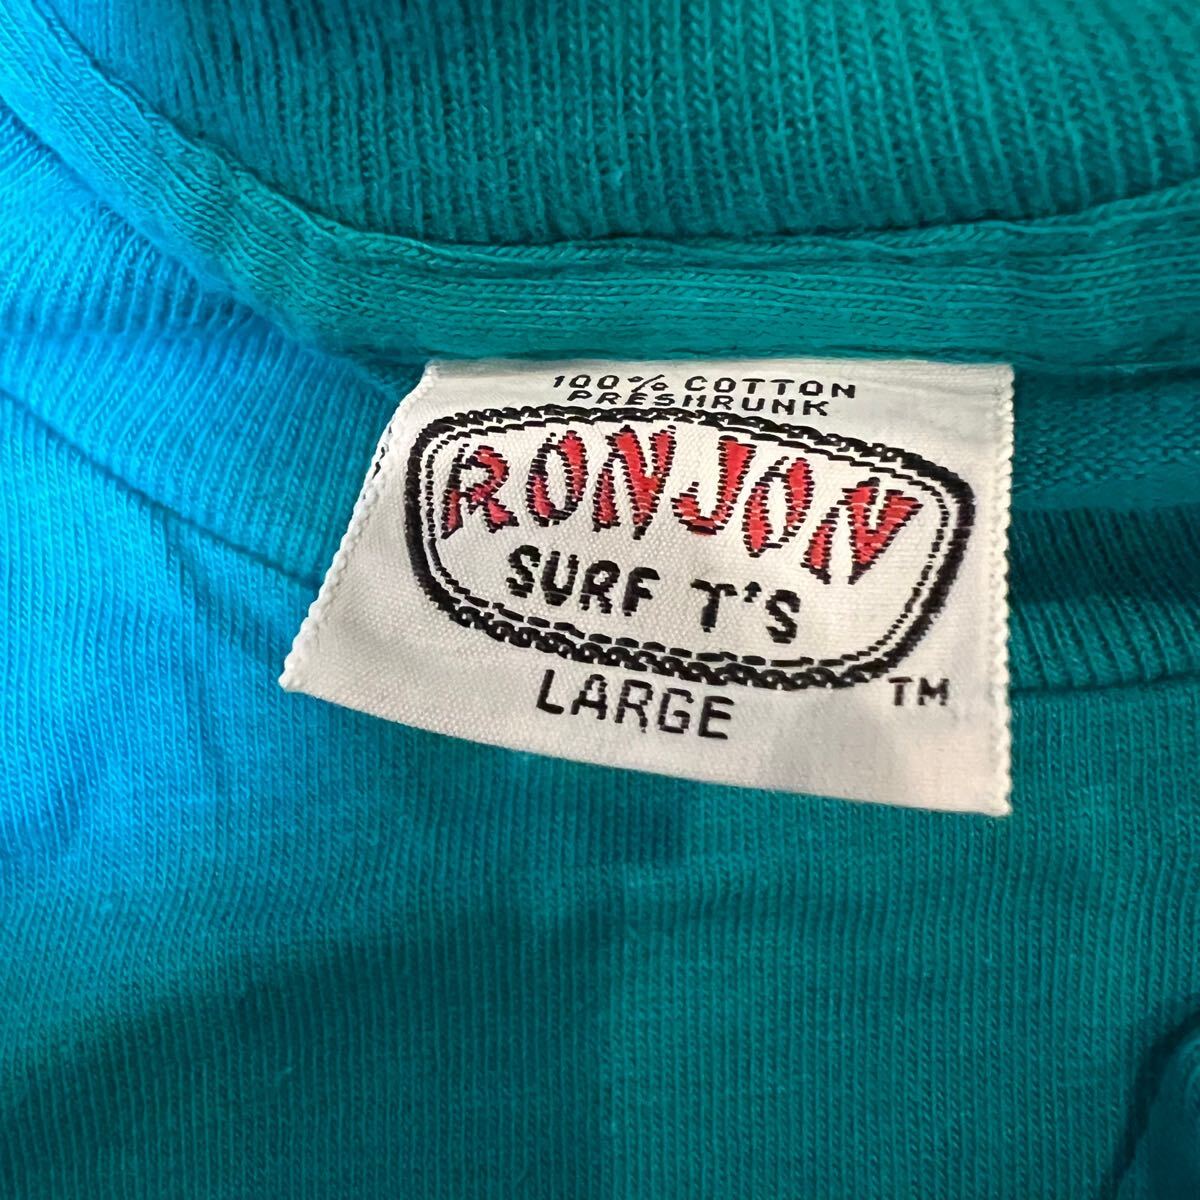 100% COTTON
PRESHRUNK
RON JON
SURF T'S
TM
LARGE